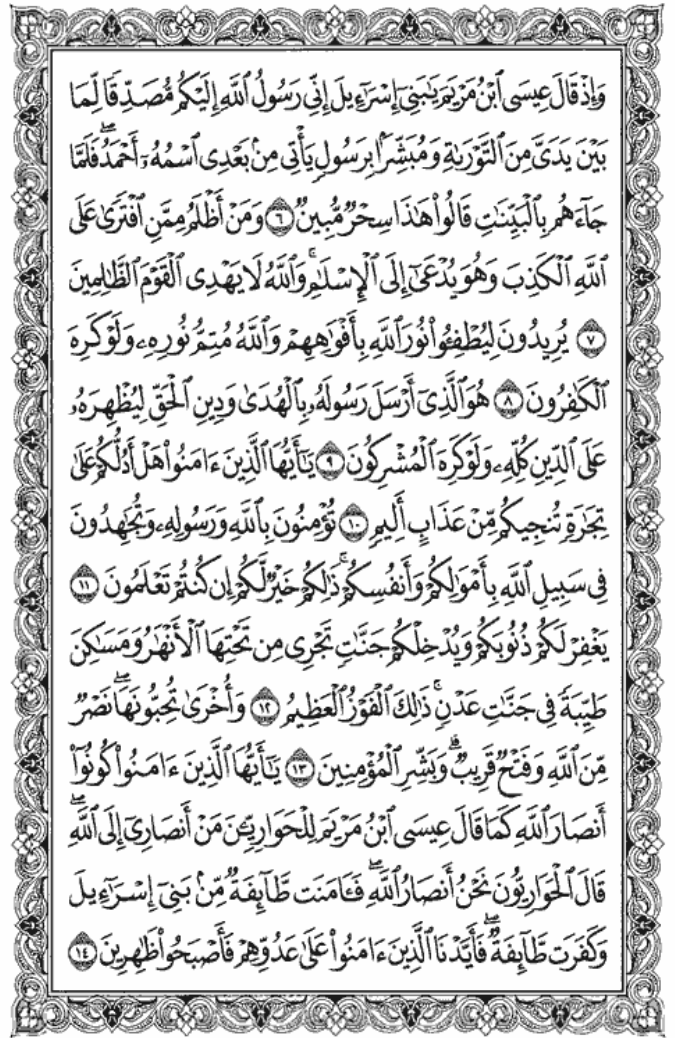 وَإِذْ قَالَ عِيسَى ٱبْنُ مَرْيَمَ يَٰبَنِىٓ إِسْرَٰٓءِيلَ إِنِّى رَسُولُ ٱللَّهِ إِلَيْكُم مُّصَدِّقًا لِّمَا
بَيْنَ يَدَىَّ مِنَ ٱلتَّوْرَىٰةِ وَمُبَشِّرًۢا بِرَسُولٍ يَأْتِى مِنۢ بَعْدِى ٱسْمُهُۥٓ أَحْمَدُ ۖ فَلَمَّا
جَآءَهُم بِٱلْبَيِّنَٰتِ قَالُوا۟ هَٰذَا سِحْرٌ مُّبِينٌ ٦ وَمَنْ أَظْلَمُ مِمَّنِ ٱفْتَرَىٰ عَلَى
ٱللَّهِ ٱلْكَذِبَ وَهُوَ يُدْعَىٰٓ إِلَى ٱلْإِسْلَٰمِ ۚ وَٱللَّهُ لَا يَهْدِى ٱلْقَوْمَ ٱلظَّٰلِمِينَ
٧ يُرِيدُونَ لِيُطْفِـُٔوا۟ نُورَ ٱللَّهِ بِأَفْوَٰهِهِمْ وَٱللَّهُ مُتِمُّ نُورِهِۦ وَلَوْ كَرِهَ
ٱلْكَٰفِرُونَ ٨ هُوَ ٱلَّذِىٓ أَرْسَلَ رَسُولَهُۥ بِٱلْهُدَىٰ وَدِينِ ٱلْحَقِّ لِيُظْهِرَهُۥ
عَلَى ٱلدِّينِ كُلِّهِۦ وَلَوْ كَرِهَ ٱلْمُشْرِكُونَ ٩ يَٰٓأَيُّهَا ٱلَّذِينَ ءَامَنُوا۟ هَلْ أَدُلُّكُمْ عَلَىٰ
تِجَٰرَةٍ تُنجِيكُم مِّنْ عَذَابٍ أَلِيمٍ ١٠ تُؤْمِنُونَ بِٱللَّهِ وَرَسُولِهِۦ وَتُجَٰهِدُونَ
فِى سَبِيلِ ٱللَّهِ بِأَمْوَٰلِكُمْ وَأَنفُسِكُمْ ۚ ذَٰلِكُمْ خَيْرٌ لَّكُمْ إِن كُنتُمْ تَعْلَمُونَ ١١
يَغْفِرْ لَكُمْ ذُنُوبَكُمْ وَيُدْخِلْكُمْ جَنَّٰتٍ تَجْرِى مِن تَحْتِهَا ٱلْأَنْهَٰرُ وَمَسَٰكِنَ
طَيِّبَةً فِى جَنَّٰتِ عَدْنٍ ۚ ذَٰلِكَ ٱلْفَوْزُ ٱلْعَظِيمُ ١٢ وَأُخْرَىٰ تُحِبُّونَهَا ۖ نَصْرٌ
مِّنَ ٱللَّهِ وَفَتْحٌ قَرِيبٌ ۗ وَبَشِّرِ ٱلْمُؤْمِنِينَ ١٣ يَٰٓأَيُّهَا ٱلَّذِينَ ءَامَنُوا۟ كُونُوٓا۟
أَنصَارَ ٱللَّهِ كَمَا قَالَ عِيسَى ٱبْنُ مَرْيَمَ لِلْحَوَارِيِّـۧنَ مَنْ أَنصَارِىٓ إِلَى ٱللَّهِ ۖ
قَالَ ٱلْحَوَارِيُّونَ نَحْنُ أَنصَارُ ٱللَّهِ ۖ فَـَٔامَنَت طَّآئِفَةٌ مِّنۢ بَنِىٓ إِسْرَٰٓءِيلَ
وَكَفَرَت طَّآئِفَةٌ ۖ فَأَيَّدْنَا ٱلَّذِينَ ءَامَنُوا۟ عَلَىٰ عَدُوِّهِمْ فَأَصْبَحُوا۟ ظَٰهِرِينَ ١٤